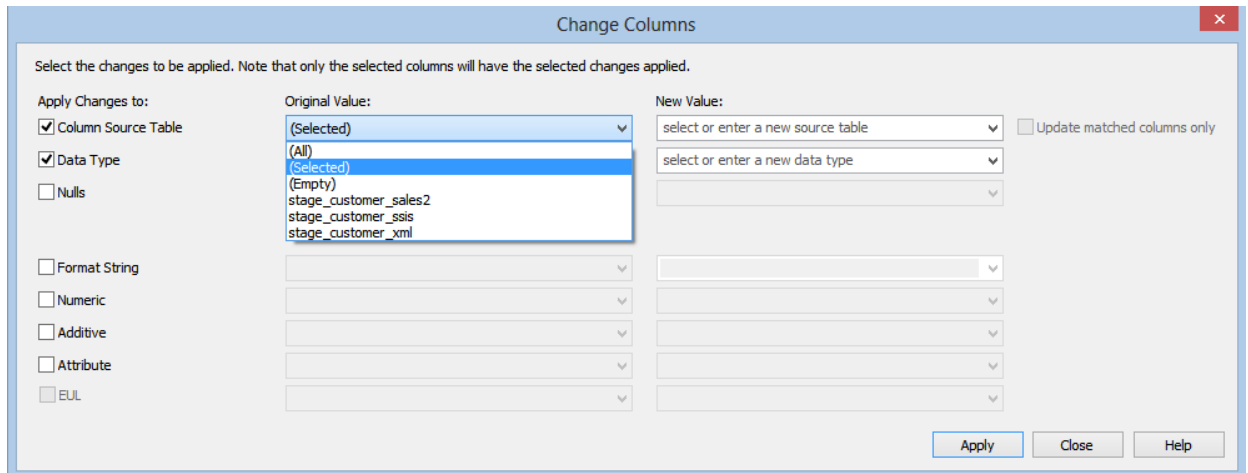 Change Columns
Select the changes to be applied. Note that only the selected columns will have the selected changes applied.
Apply Changes to: Original Value: New Value:
Column Source Table (Selected) select or enter a new source table Update matched columns only
(All)
Data Type (Selected) select or enter a new data type
(Empty)
Nulls stage_customer_sales2
stage_customer_ssis
stage_customer_xml
Format String
Numeric
Additive
Attribute
EUL
Apply Close Help